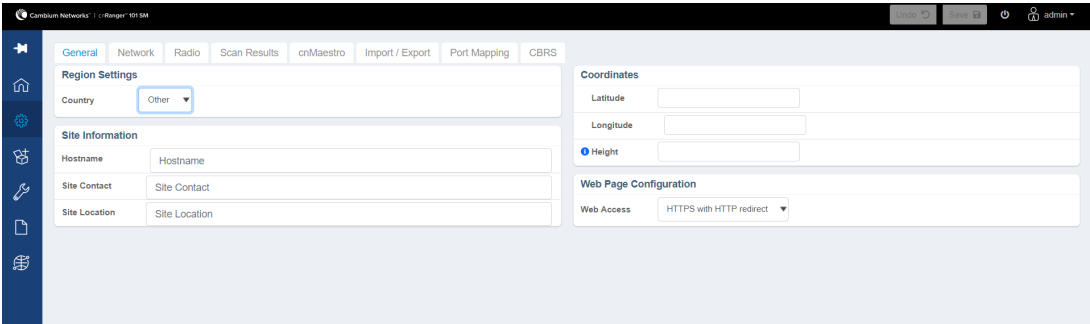 Cambium Networks™ | cnRanger™ 101 SM
Undo Save admin
General Network Radio Scan Results cnMaestro Import / Export Port Mapping CBRS
Region Settings
Country Other
Site Information
Hostname Hostname
Site Contact Site Contact
Site Location Site Location
Coordinates
Latitude
Longitude
Height
Web Page Configuration
Web Access HTTPS with HTTP redirect